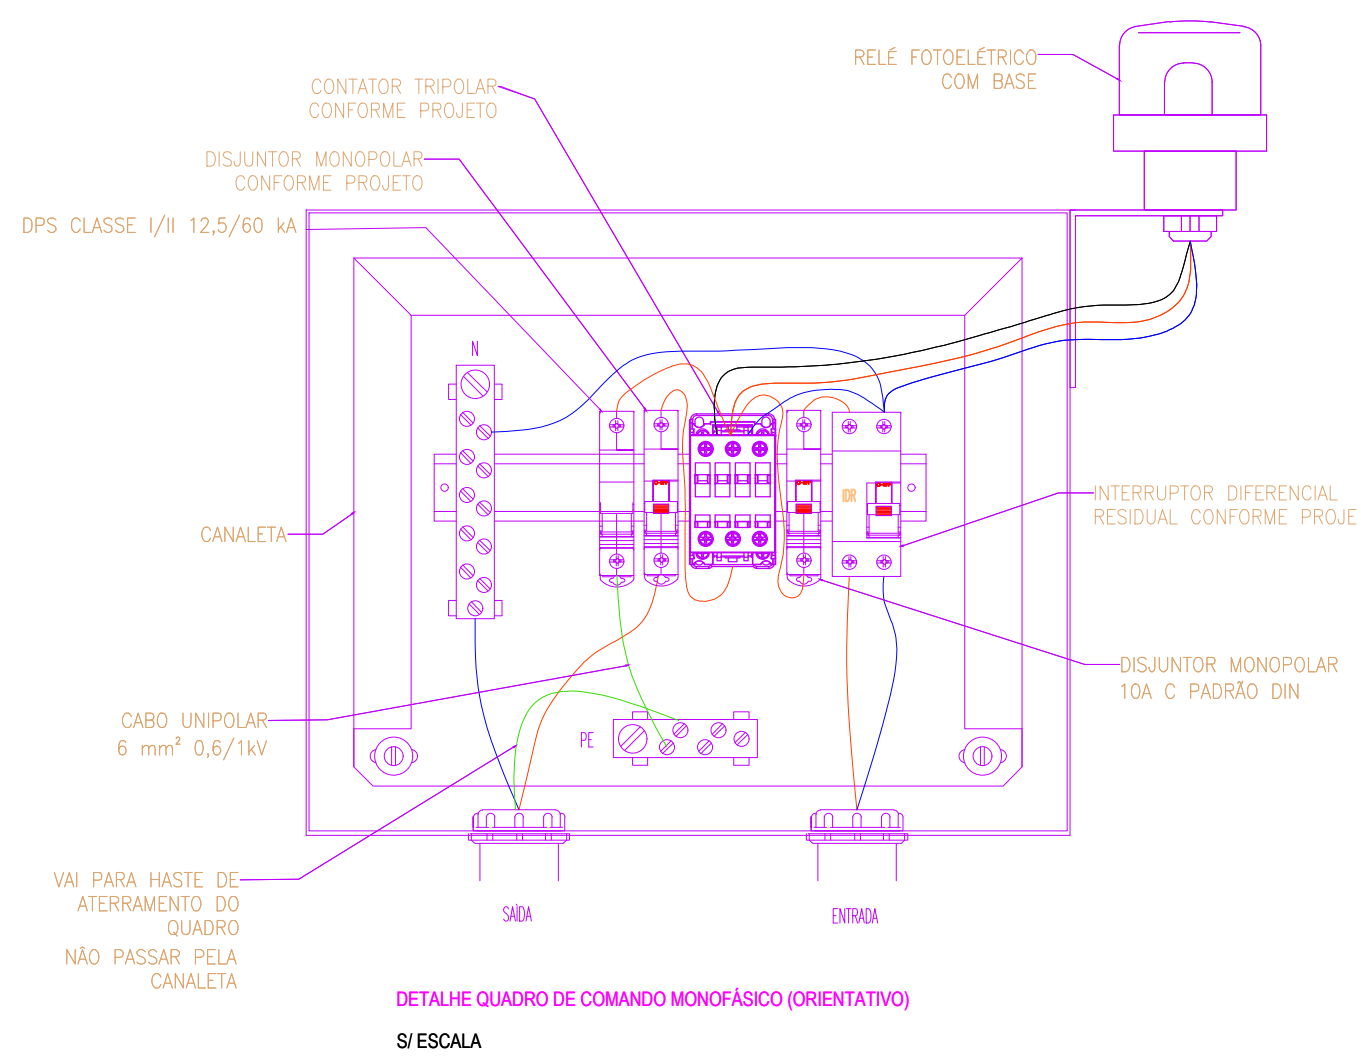 RELÉ FOTOELÉTRICO
COM BASE
CONTATOR TRIPOLAR
CONFORME PROJETO
DISJUNTOR MONOPOLAR
CONFORME PROJETO
DPS CLASSE I/II 12,5/60 kA
N
IDR
INTERRUPTOR DIFERENCIAL
RESIDUAL CONFORME PROJE
CANALETA
DISJUNTOR MONOPOLAR
10A C PADRÃO DIN
CABO UNIPOLAR
6 mm² 0,6/1kV
PE
VAI PARA HASTE DE
ATERRAMENTO DO
QUADRO
NÂO PASSAR PELA
CANALETA
SAÌDA
ENTRADA
DETALHE QUADRO DE COMANDO MONOFÁSICO (ORIENTATIVO)
S/ ESCALA